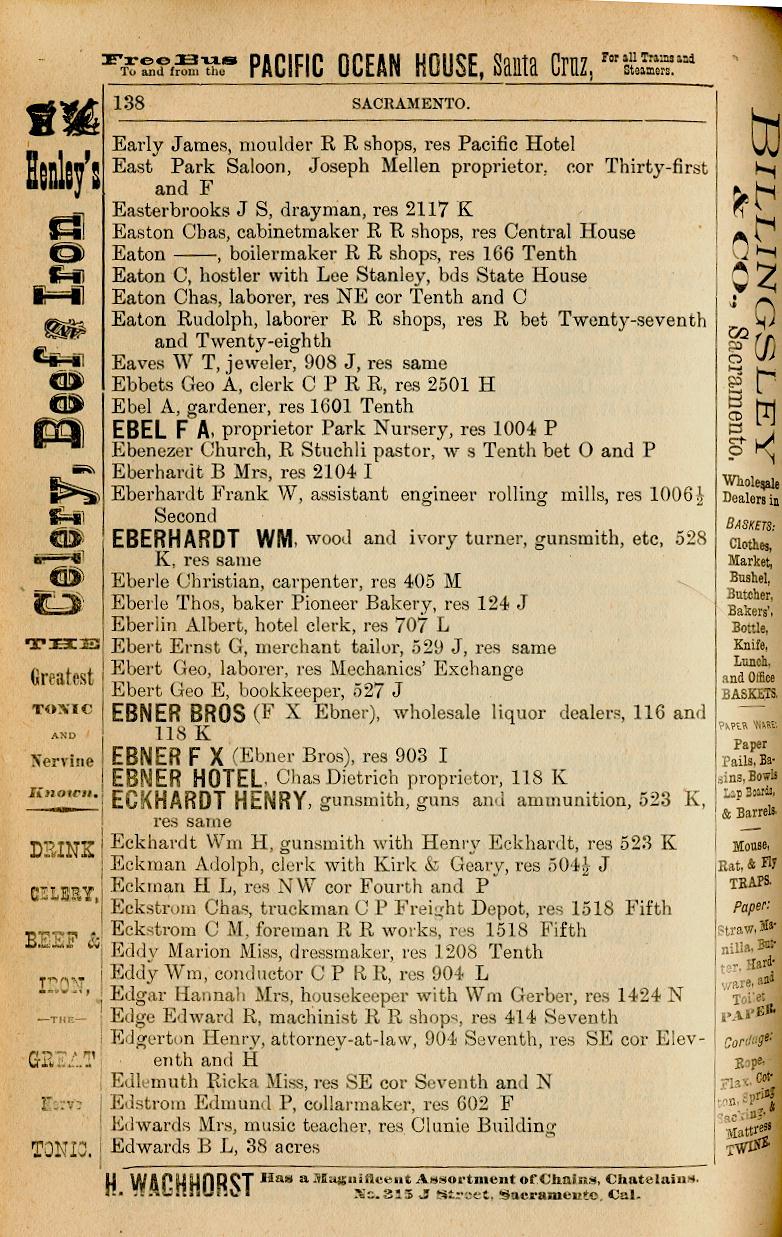 Free Bus
To and from the
PACIFIC OCEAN HOUSE, Santa Cruz,
For all Trains and
Steamers.
138
SACRAMENTO.
Early James, moulder R R shops, res Pacific Hotel
East Park Saloon, Joseph Mellen proprietor, cor Thirty-first
and F
Easterbrooks J S, drayman, res 2117 K
Easton Chas, cabinetmaker R R shops, res Central House
Eaton ——, boilermaker R R shops, res 166 Tenth
Eaton C, hostler with Lee Stanley, bds State House
Eaton Chas, laborer, res NE cor Tenth and C
Eaton Rudolph, laborer R R shops, res R bet Twenty-seventh
and Twenty-eighth
Eaves W T, jeweler, 908 J, res same
Ebbets Geo A, clerk C P R R, res 2501 H
Ebel A, gardener, res 1601 Tenth
EBEL F A, proprietor Park Nursery, res 1004 P
Ebenezer Church, R Stuchli pastor, w s Tenth bet O and P
Eberhardt B Mrs, res 2104 I
Eberhardt Frank W, assistant engineer rolling mills, res 1006½
Second
EBERHARDT WM, wood and ivory turner, gunsmith, etc, 528
K, res same
Eberle Christian, carpenter, res 405 M
Eberle Thos, baker Pioneer Bakery, res 124 J
Eberlin Albert, hotel clerk, res 707 L
Ebert Ernst G, merchant tailor, 529 J, res same
Ebert Geo, laborer, res Mechanics' Exchange
Ebert Geo E, bookkeeper, 527 J
EBNER BROS (F X Ebner), wholesale liquor dealers, 116 and
118 K
EBNER F X (Ebner Bros), res 903 I
EBNER HOTEL, Chas Dietrich proprietor, 118 K
ECKHARDT HENRY, gunsmith, guns and ammunition, 523 K,
res same
Eckhardt Wm H, gunsmith with Henry Eckhardt, res 523 K
Eckman Adolph, clerk with Kirk & Geary, res 504½ J
Eckman H L, res NW cor Fourth and P
Eckstrom Chas, truckman C P Freight Depot, res 1518 Fifth
Eckstrom C M, foreman R R works, res 1518 Fifth
Eddy Marion Miss, dressmaker, res 1208 Tenth
Eddy Wm, conductor C P R R, res 904 L
Edgar Hannah Mrs, housekeeper with Wm Gerber, res 1424 N
Edge Edward R, machinist R R shops, res 414 Seventh
Edgerton Henry, attorney-at-law, 904 Seventh, res SE cor Elev-
enth and H
Edlemuth Ricka Miss, res SE cor Seventh and N
Edstrom Edmund P, collarmaker, res 602 F
Edwards Mrs, music teacher, res Clunie Building
Edwards B L, 38 acres
Henley's
Celery, Beef and Iron
THE
Greatest
TONIC
AND
Nervine
Known.
DRINK
CELERY,
BEEF &
IRON,
—THE—
GREAT
Nerve
TONIC.
BILLINGSLEY
& CO., Sacramento.
Wholesale
Dealers in
BASKETS:
Clothes,
Market,
Bushel,
Butcher,
Bakers',
Bottle,
Knife,
Lunch,
and Office
BASKETS.
PAPER WARE:
Paper
Pails, Ba-
sins, Bowls
Lap Boards,
& Barrels.
Mouse,
Rat, & Fly
TRAPS.
Paper:
Straw, Ma-
nilla, But-
ter, Hard-
ware, and
Toilet
PAPER.
Cordage:
Rope,
Flax, Cot-
ton, Spring
Sacking, &
Mattress
TWINE.
H. WACHHORST
Has a Magnificent Assortment of Chains, Chatelains.
No. 315 J Street, Sacramento, Cal.